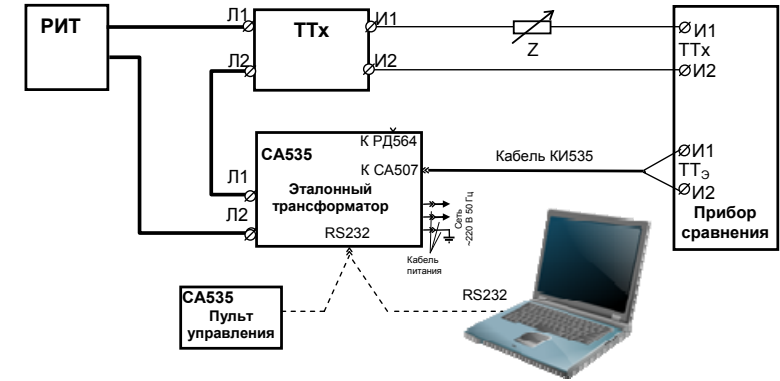 РИТ
Л1
Л2
ТТх
И1
И2
Z
И1
ТТх
И2
И1
ТТЭ
И2
Прибор
сравнения
К РД564
СА535
К СА507
Кабель КИ535
Л1
Л2
Эталонный
трансформатор
RS232
Сеть
~220 В 50 Гц
Кабель
питания
RS232
СА535
Пульт
управления